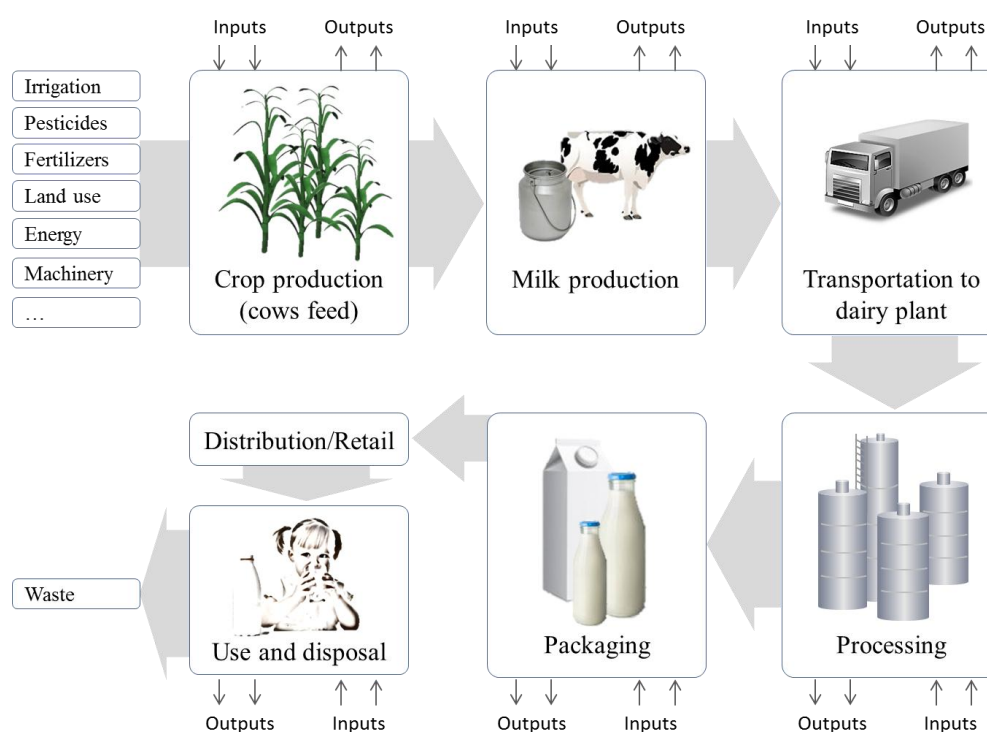 Inputs
Outputs
Inputs
Outputs
Inputs
Outputs
Irrigation
Pesticides
Fertilizers
Land use
Energy
Machinery
…
Crop production
(cows feed)
Milk production
Transportation to
dairy plant
Distribution/Retail
Waste
Use and disposal
Packaging
Processing
Outputs
Inputs
Outputs
Inputs
Outputs
Inputs